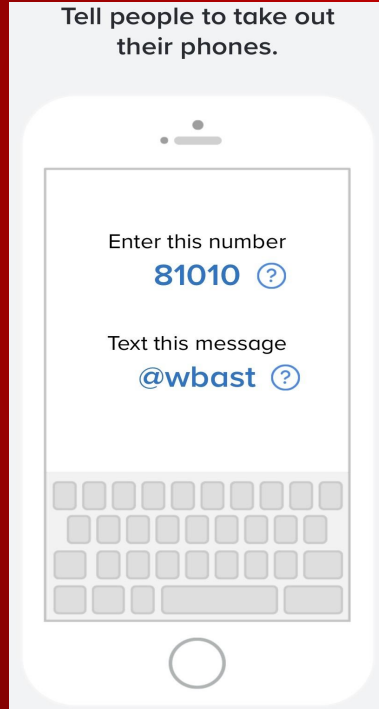 Tell people to take out
their phones.
Enter this number
81010 ?
Text this message
@wbast ?